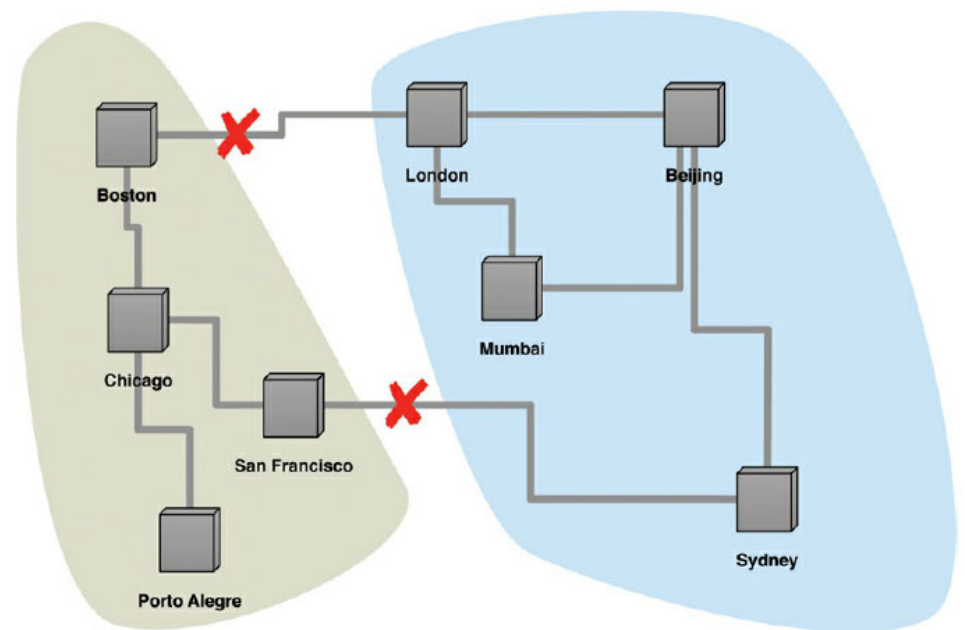 Boston
London
Beijing
Mumbai
Chicago
San Francisco
Sydney
Porto Alegre